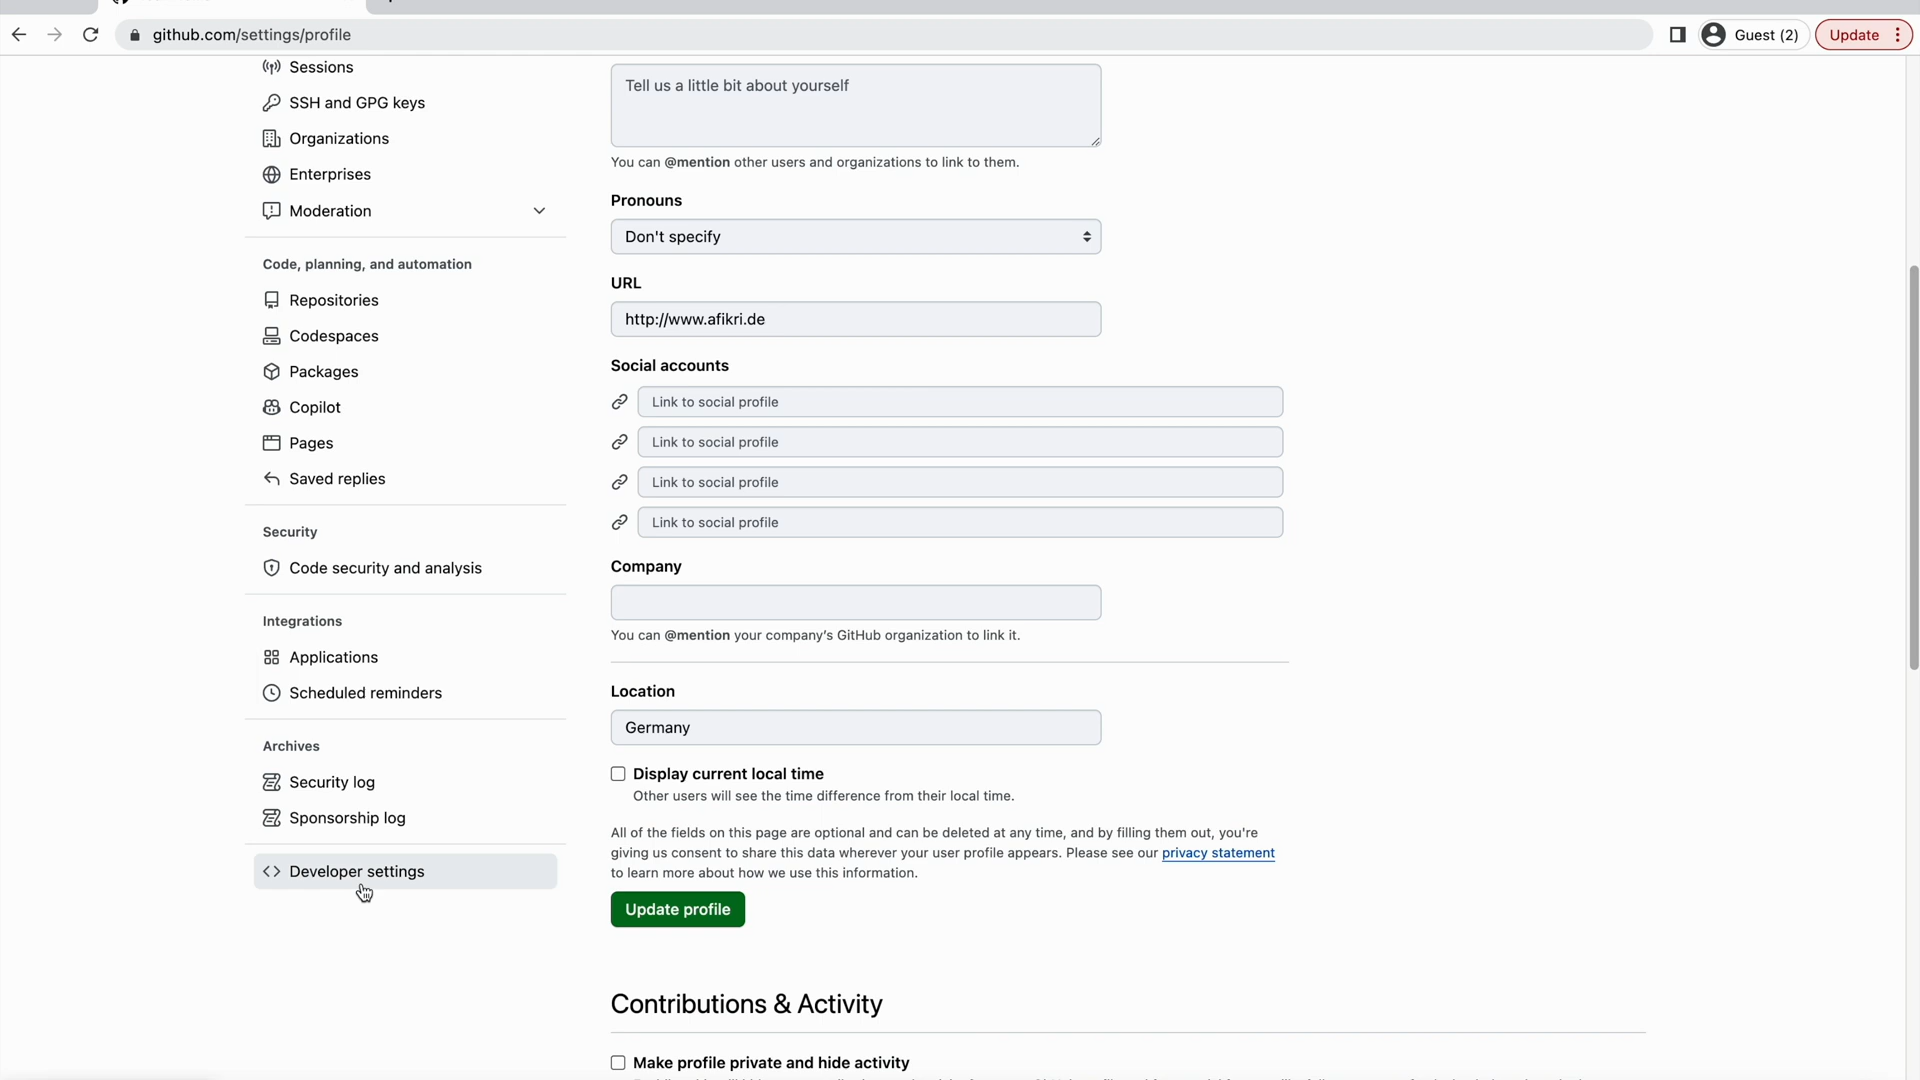 github.com/settings/profile
Guest (2)
Update
Sessions
SSH and GPG keys
Organizations
Enterprises
Moderation
Code, planning, and automation
Repositories
Codespaces
Packages
Copilot
Pages
Saved replies
Security
Code security and analysis
Integrations
Applications
Scheduled reminders
Archives
Security log
Sponsorship log
Developer settings
Tell us a little bit about yourself
You can @mention other users and organizations to link to them.
Pronouns
Don't specify
URL
http://www.afikri.de
Social accounts
Link to social profile
Link to social profile
Link to social profile
Link to social profile
Company
You can @mention your company's GitHub organization to link it.
Location
Germany
Display current local time
Other users will see the time difference from their local time.
All of the fields on this page are optional and can be deleted at any time, and by filling them out, you're
giving us consent to share this data wherever your user profile appears. Please see our privacy statement
to learn more about how we use this information.
Update profile
Contributions & Activity
Make profile private and hide activity